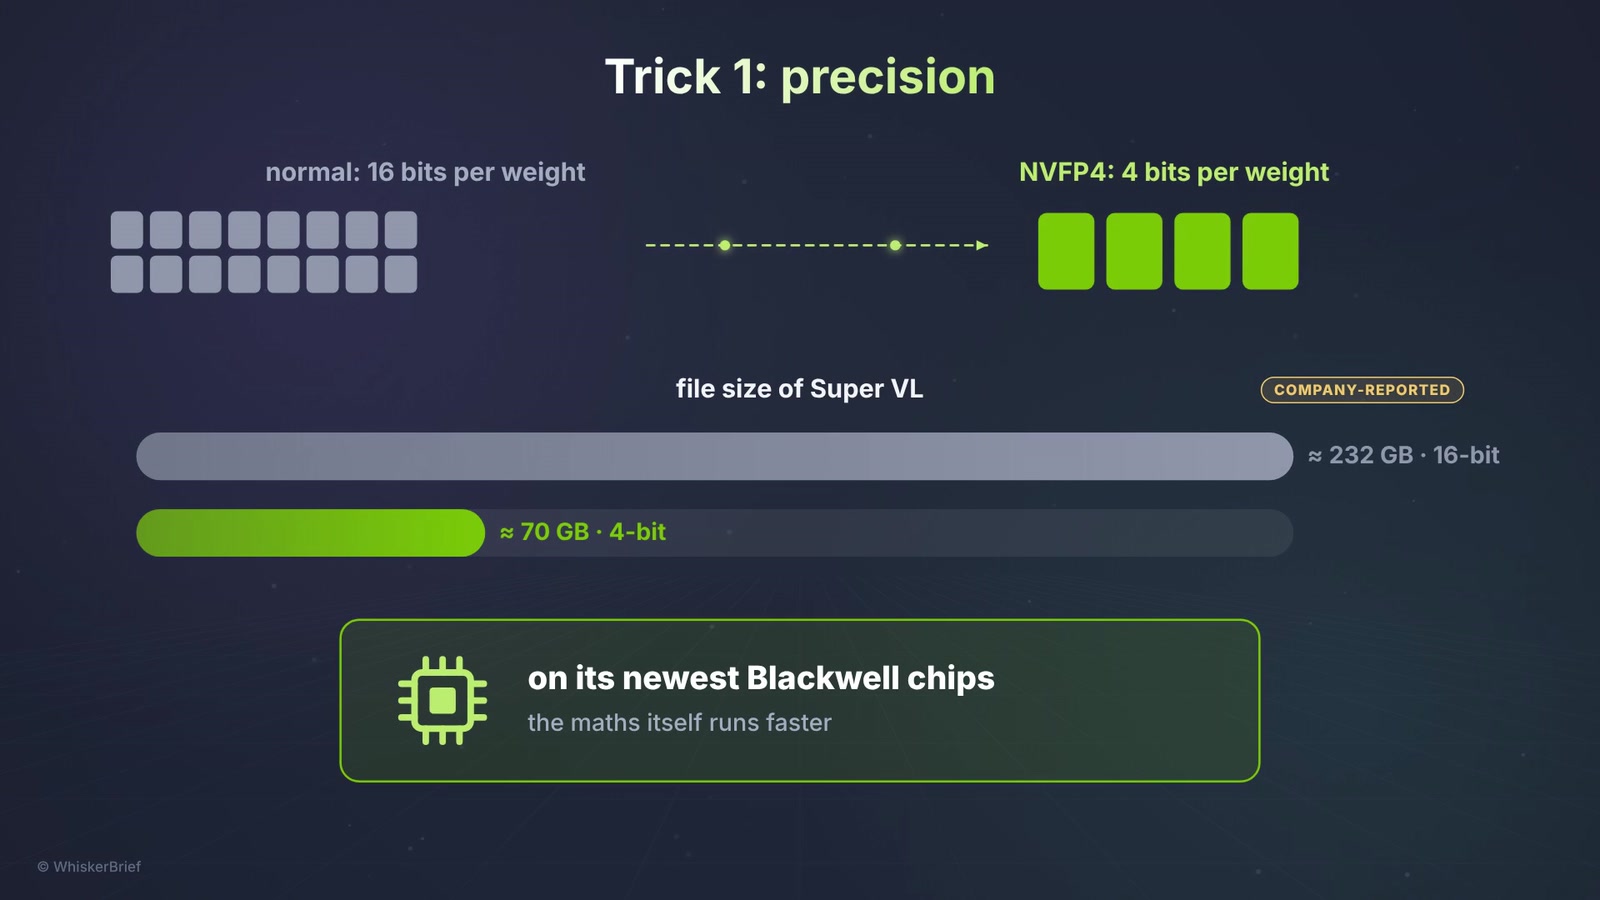 Trick 1: precision
normal: 16 bits per weight
NVFP4: 4 bits per weight
file size of Super VL
COMPANY-REPORTED
≈ 232 GB · 16-bit
≈ 70 GB · 4-bit
on its newest Blackwell chips
the maths itself runs faster
© WhiskerBrief